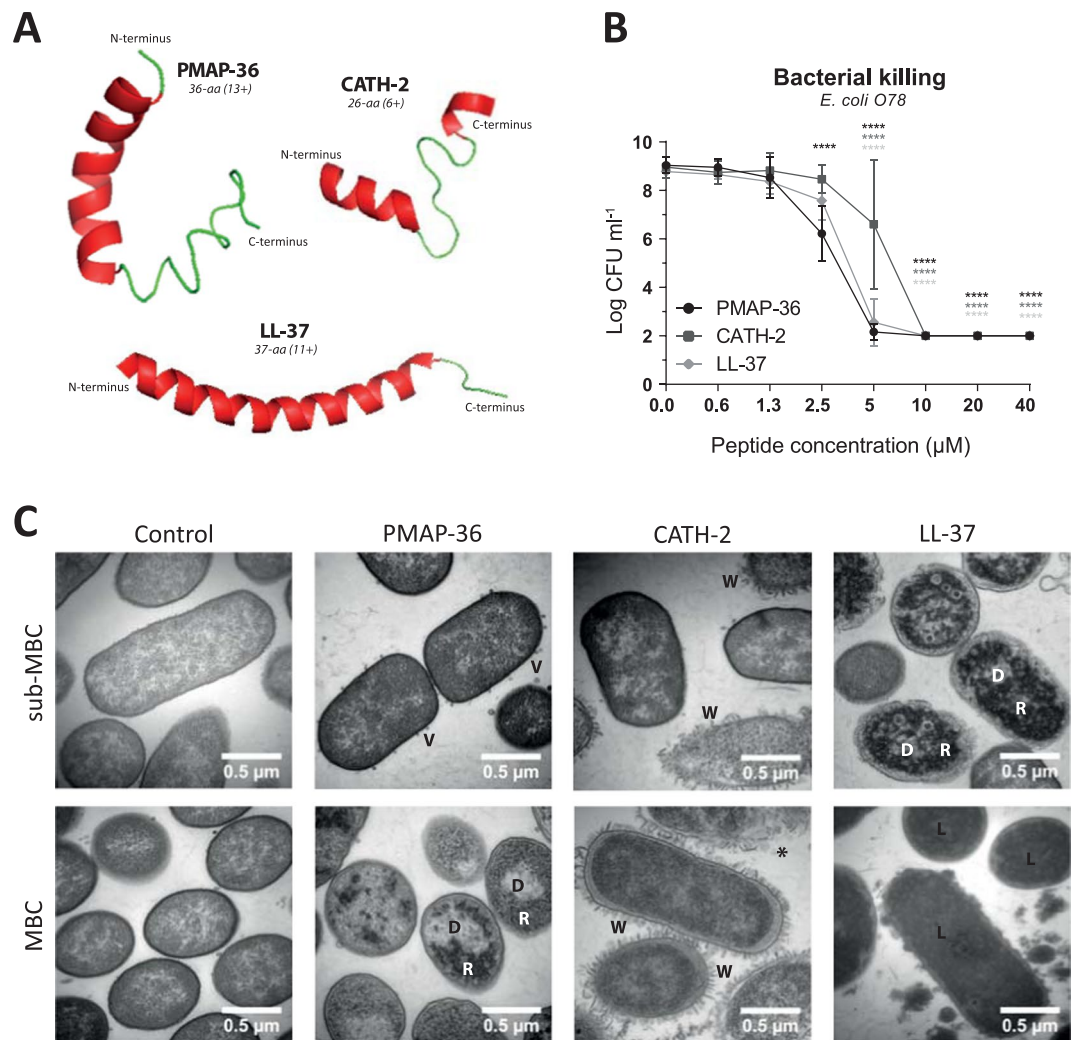 A
N-terminus
PMAP-36
36-aa (13+)
C-terminus
CATH-2
26-aa (6+)
N-terminus
C-terminus
LL-37
37-aa (11+)
N-terminus
C-terminus
B
Bacterial killing
E. coli O78
Log CFU ml⁻¹
10
8
6
4
2
0
****
****
****
****
****
****
****
****
****
****
****
****
****
PMAP-36
CATH-2
LL-37
0.0 0.6 1.3 2.5 5 10 20 40
Peptide concentration (µM)
C
Control PMAP-36 CATH-2 LL-37
sub-MBC
0.5 µm
V
V
0.5 µm
W
W
0.5 µm
D
R
D R
0.5 µm
MBC
0.5 µm
D
R
D
R
0.5 µm
*
W
W
0.5 µm
L
L
L
0.5 µm